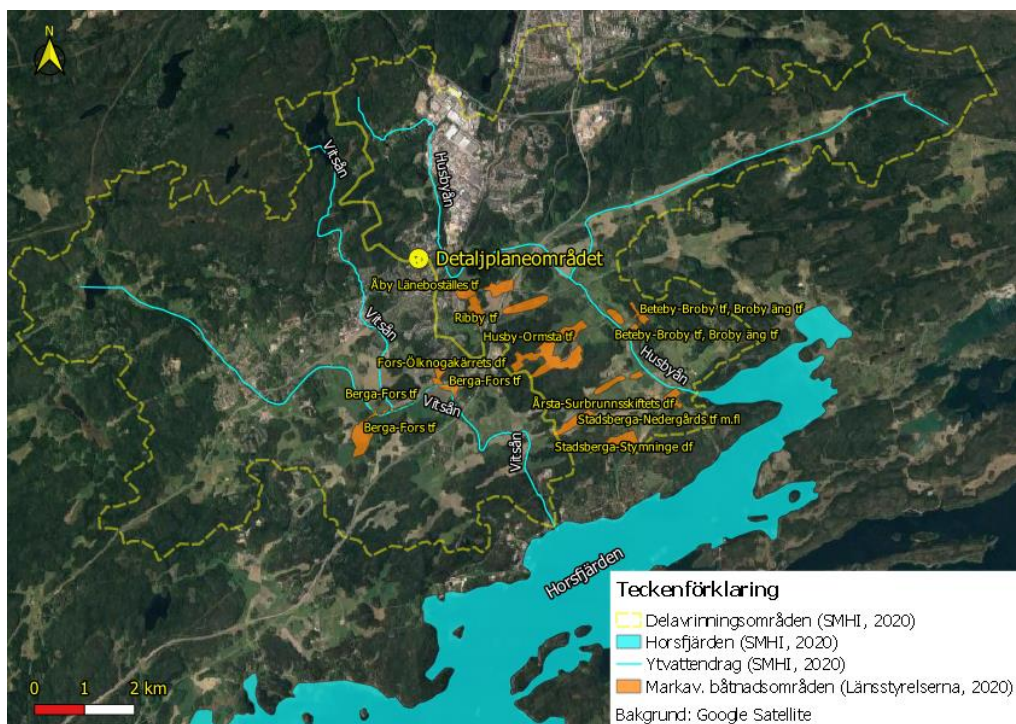 N
Vitsån
Husbyån
Detaljplaneområdet
Åby Läneboställes tf
Ribby tf
Beteby-Broby tf, Broby äng tf
Husby-Ormsta tf
Beteby-Broby tf, Broby äng tf
Vitsån
Fors-Ölknogakärrets df
Berga-Fors tf
Husbyån
Berga-Fors tf
Vitsån
Årsta-Surbrunnsskiftets df
Stadsberga-Nedergårds tf m.fl
Berga-Fors tf
Vitsån
Stadsberga-Stymninge df
Horsfjärden
Teckenförklaring
Delavrinningsområden (SMHI, 2020)
Horsfjärden (SMHI, 2020)
Ytvattendrag (SMHI, 2020)
Markav. båtnadsområden (Länsstyrelserna, 2020)
Bakgrund: Google Satellite
0 1 2 km